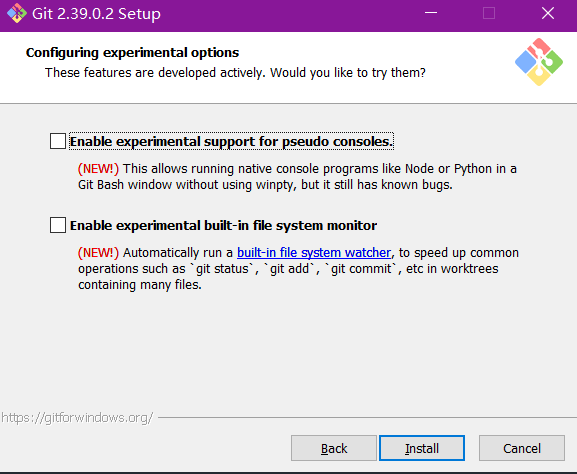 Git 2.39.0.2 Setup
Configuring experimental options
These features are developed actively. Would you like to try them?
Enable experimental support for pseudo consoles.
(NEW!) This allows running native console programs like Node or Python in a
Git Bash window without using winpty, but it still has known bugs.
Enable experimental built-in file system monitor
(NEW!) Automatically run a built-in file system watcher, to speed up common
operations such as `git status`, `git add`, `git commit`, etc in worktrees
containing many files.
https://gitforwindows.org/
Back Install Cancel